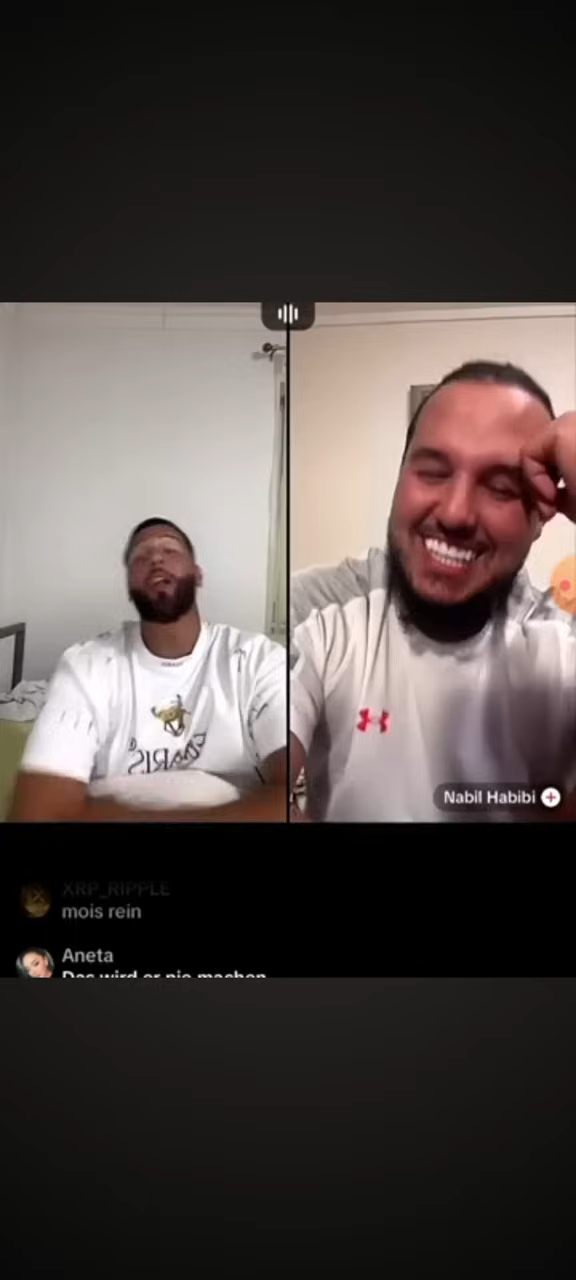 Nabil Habibi
XRP_RIPPLE
mois rein
Aneta
Das wird er nie machen